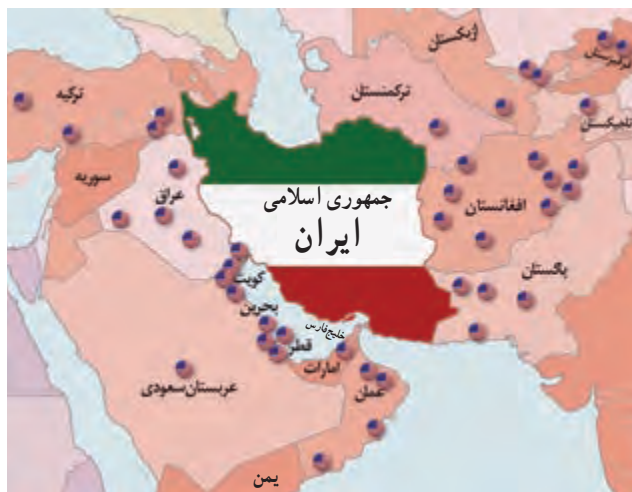 ازبکستان
قرقیزستان
ترکمنستان
ترکیه
تاجیکستان
سوریه
جمهوری اسلامی
ایران
عراق
افغانستان
پاکستان
کویت
بحرین
خلیج‌فارس
قطر
امارات
عمان
عربستان‌سعودی
یمن